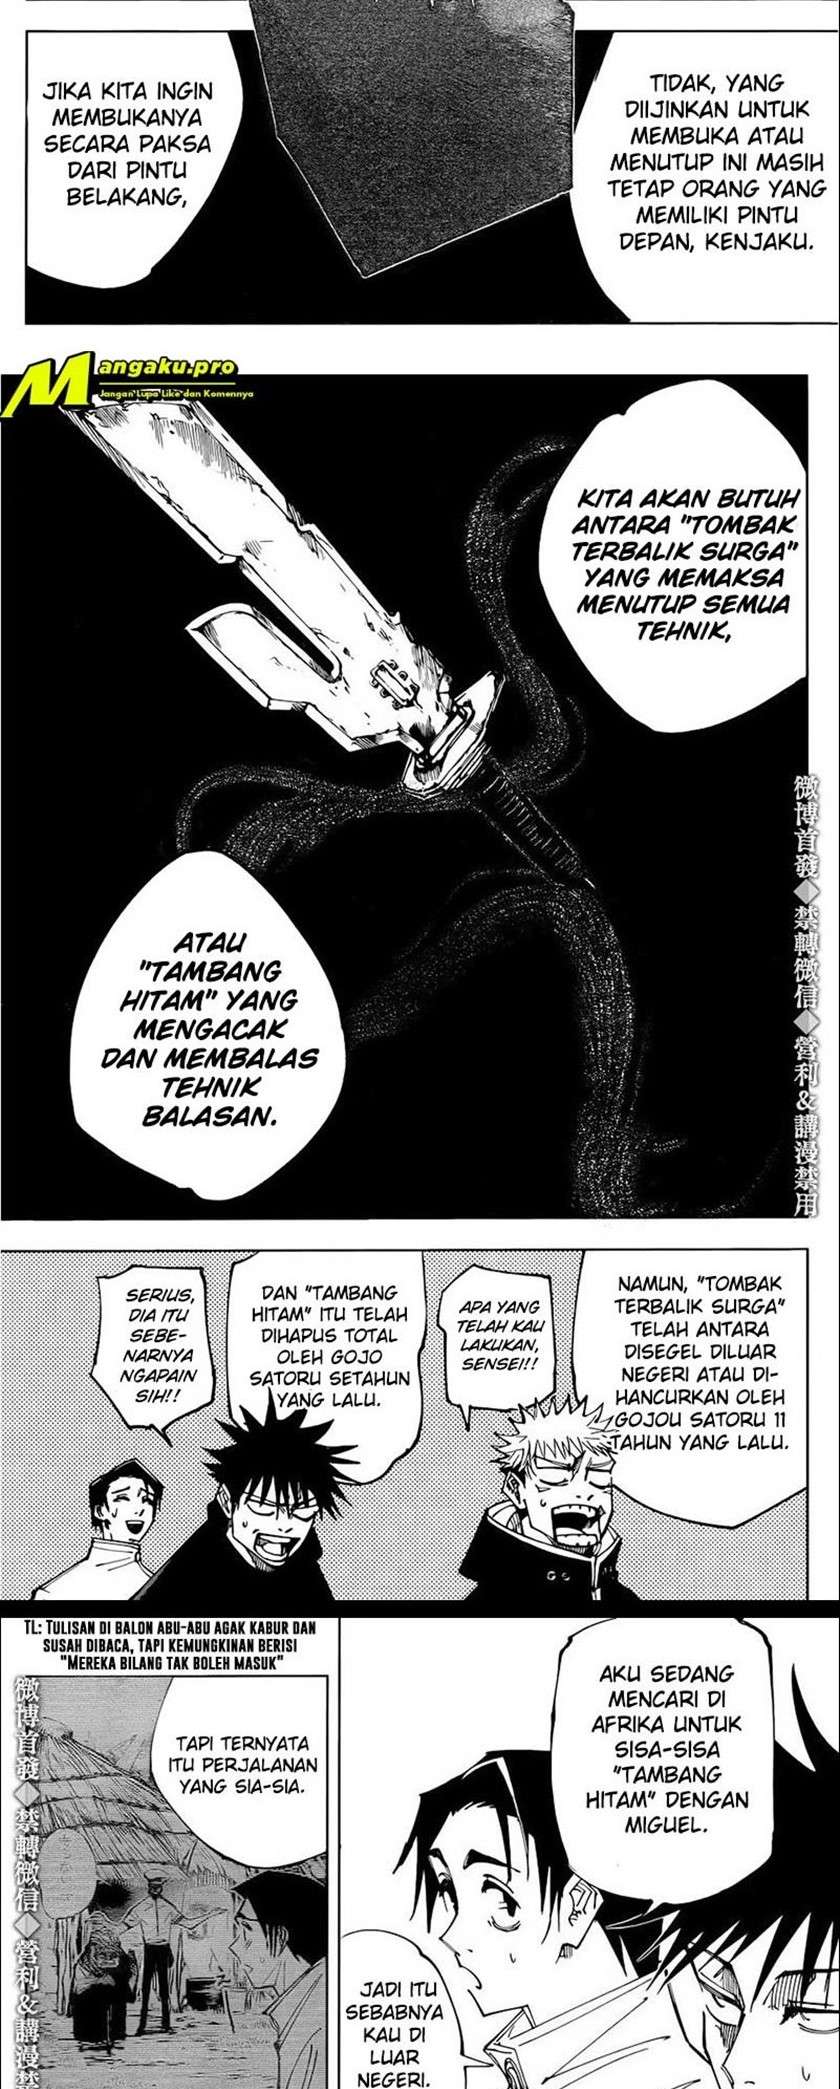 TIDAK, YANG
DIIJINKAN UNTUK
MEMBUKA ATAU
MENUTUP INI MASIH
TETAP ORANG YANG
MEMILIKI PINTU
DEPAN, KENJAKU.
JIKA KITA INGIN
MEMBUKANYA
SECARA PAKSA
DARI PINTU
BELAKANG,
Mangaku.pro
Jangan Lupa Like dan Komennya
KITA AKAN BUTUH
ANTARA "TOMBAK
TERBALIK SURGA"
YANG MEMAKSA
MENUTUP SEMUA
TEHNIK,
ATAU
"TAMBANG
HITAM" YANG
MENGACAK
DAN MEMBALAS
TEHNIK
BALASAN.
微博首發◆禁轉微信◆營利&講漫禁用
NAMUN, "TOMBAK
TERBALIK SURGA"
TELAH ANTARA
DISEGEL DILUAR
NEGERI ATAU DI-
HANCURKAN OLEH
GOJOU SATORU 11
TAHUN YANG LALU.
APA YANG
TELAH KAU
LAKUKAN,
SENSEI!!
DAN "TAMBANG
HITAM" ITU TELAH
DIHAPUS TOTAL
OLEH GOJO
SATORU SETAHUN
YANG LALU.
SERIUS,
DIA ITU
SEBE-
NARNYA
NGAPAIN
SIH!!
AKU SEDANG
MENCARI DI
AFRIKA UNTUK
SISA-SISA
"TAMBANG
HITAM" DENGAN
MIGUEL.
JADI ITU
SEBABNYA
KAU DI
LUAR
NEGERI.
TL: TULISAN DI BALON ABU-ABU AGAK KABUR DAN
SUSAH DIBACA, TAPI KEMUNGKINAN BERISI
"MEREKA BILANG TAK BOLEH MASUK"
TAPI TERNYATA
ITU PERJALANAN
YANG SIA-SIA.
微博首發◆禁轉微信◆營利&講漫禁